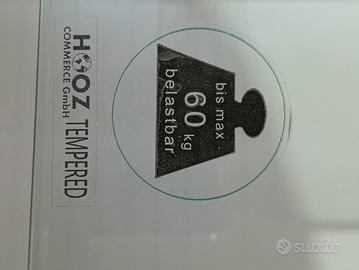 HOOZ
COMMERCE GmbH
TEMPERED
bis max.
60 kg
belastbar
subito